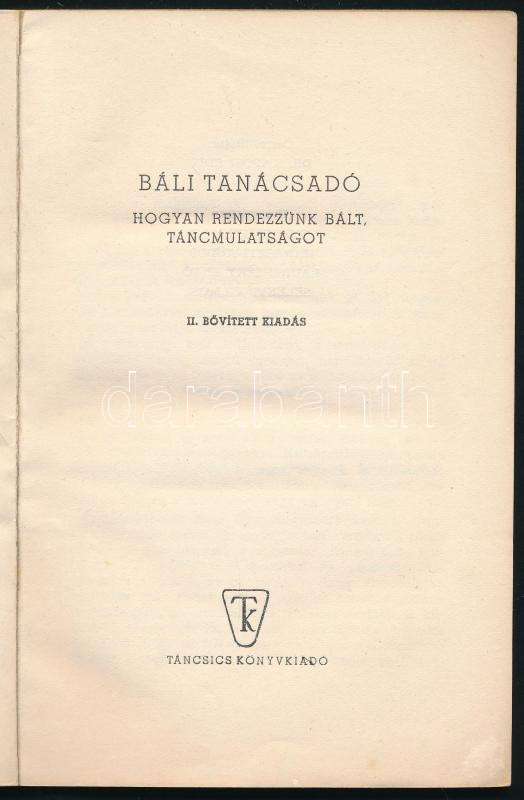 BÁLI TANÁCSADÓ
HOGYAN RENDEZZÜNK BÁLT,
TÁNCMULATSÁGOT
II. BŐVÍTETT KIADÁS
darabanth
Tk
TÁNCSICS KÖNYVKIADÓ